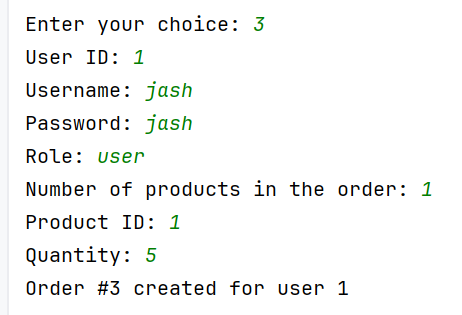 Enter your choice: 3
User ID: 1
Username: jash
Password: jash
Role: user
Number of products in the order: 1
Product ID: 1
Quantity: 5
Order #3 created for user 1